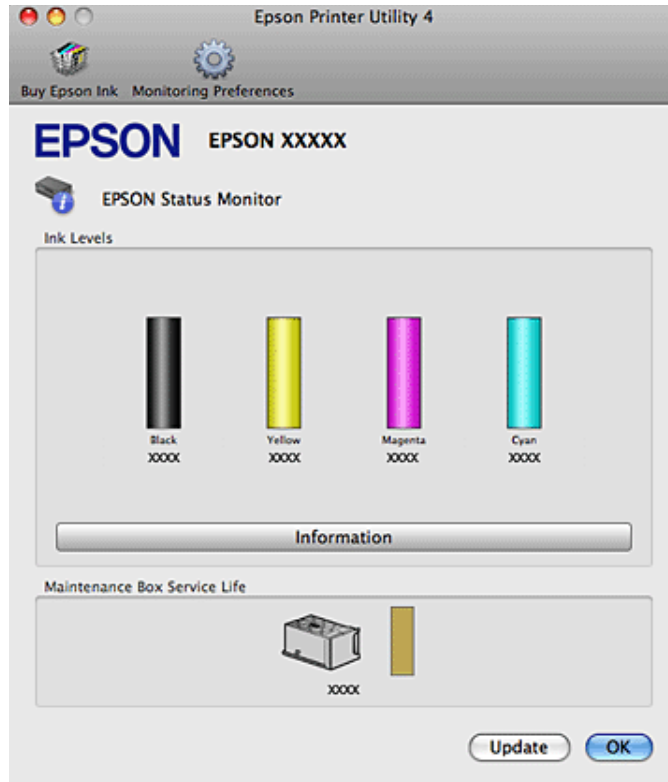 Epson Printer Utility 4
Buy Epson Ink Monitoring Preferences
EPSON EPSON XXXXX
EPSON Status Monitor
Ink Levels
Black Yellow Magenta Cyan
XXXX XXXX XXXX XXXX
Information
Maintenance Box Service Life
XXXX
Update OK